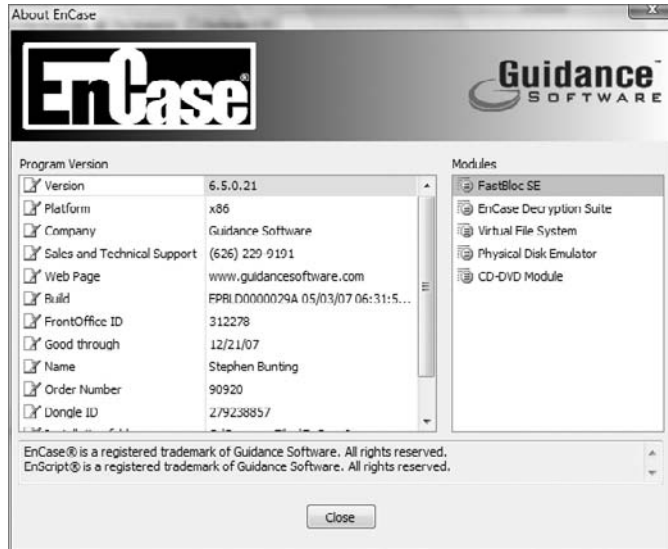 About EnCase
EnCase®
Guidance™
SOFTWARE
Program Version
Version 6.5.0.21
Platform x86
Company Guidance Software
Sales and Technical Support (626) 229-9191
Web Page www.guidancesoftware.com
Build EPBLD0000029A 05/03/07 06:31:5...
FrontOffice ID 312278
Good through 12/21/07
Name Stephen Bunting
Order Number 90920
Dongle ID 279238857
Modules
FastBloc SE
EnCase Decryption Suite
Virtual File System
Physical Disk Emulator
CD-DVD Module
EnCase® is a registered trademark of Guidance Software. All rights reserved.
EnScript® is a registered trademark of Guidance Software. All rights reserved.
Close